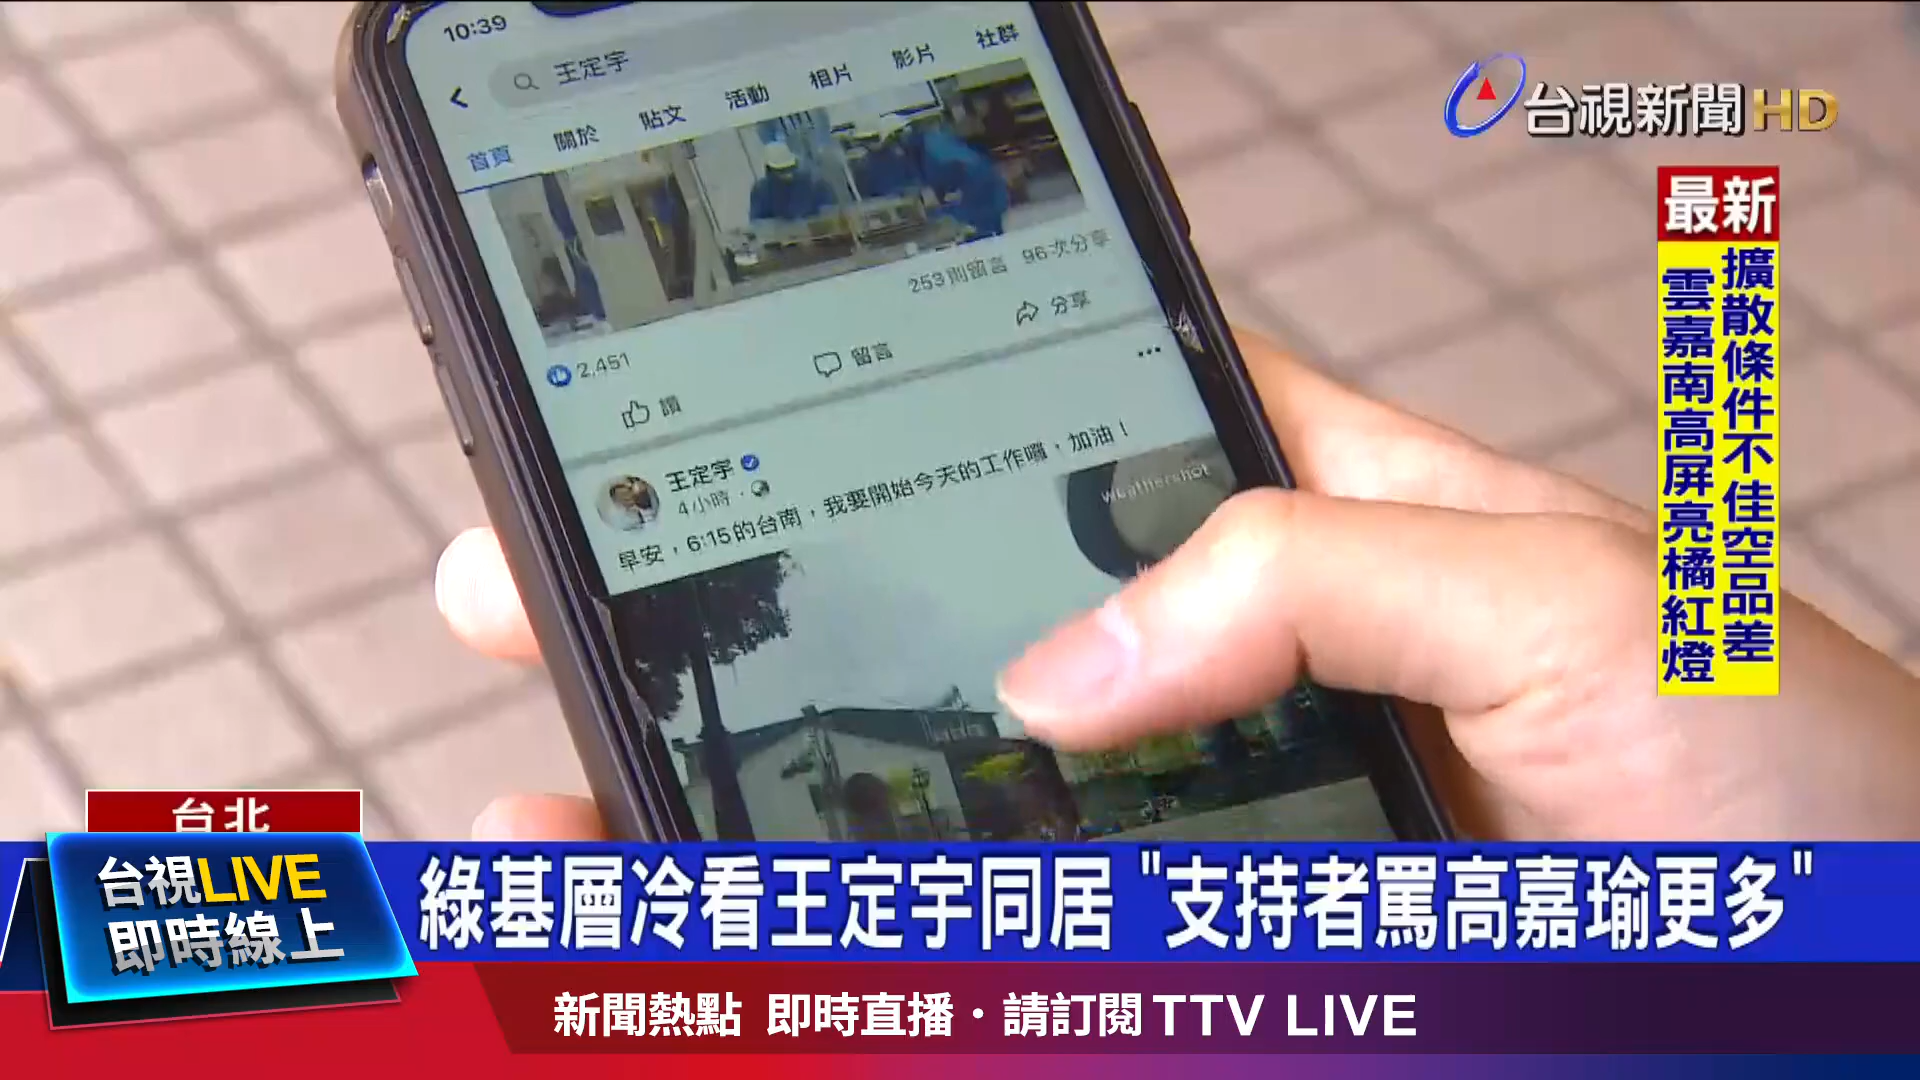 10:39
王定宇
首頁 關於 貼文 活動 相片 影片 社群
253則留言 96次分享
2,451
讚 留言 分享
王定宇
4小時
早安，6:15的台南，我要開始今天的工作囉，加油！
weathershot
台視新聞HD
最新
擴散條件不佳空品差
雲嘉南高屏亮橘紅燈
台北
台視LIVE
即時線上
綠基層冷看王定宇同居 "支持者罵高嘉瑜更多"
新聞熱點 即時直播・請訂閱TTV LIVE